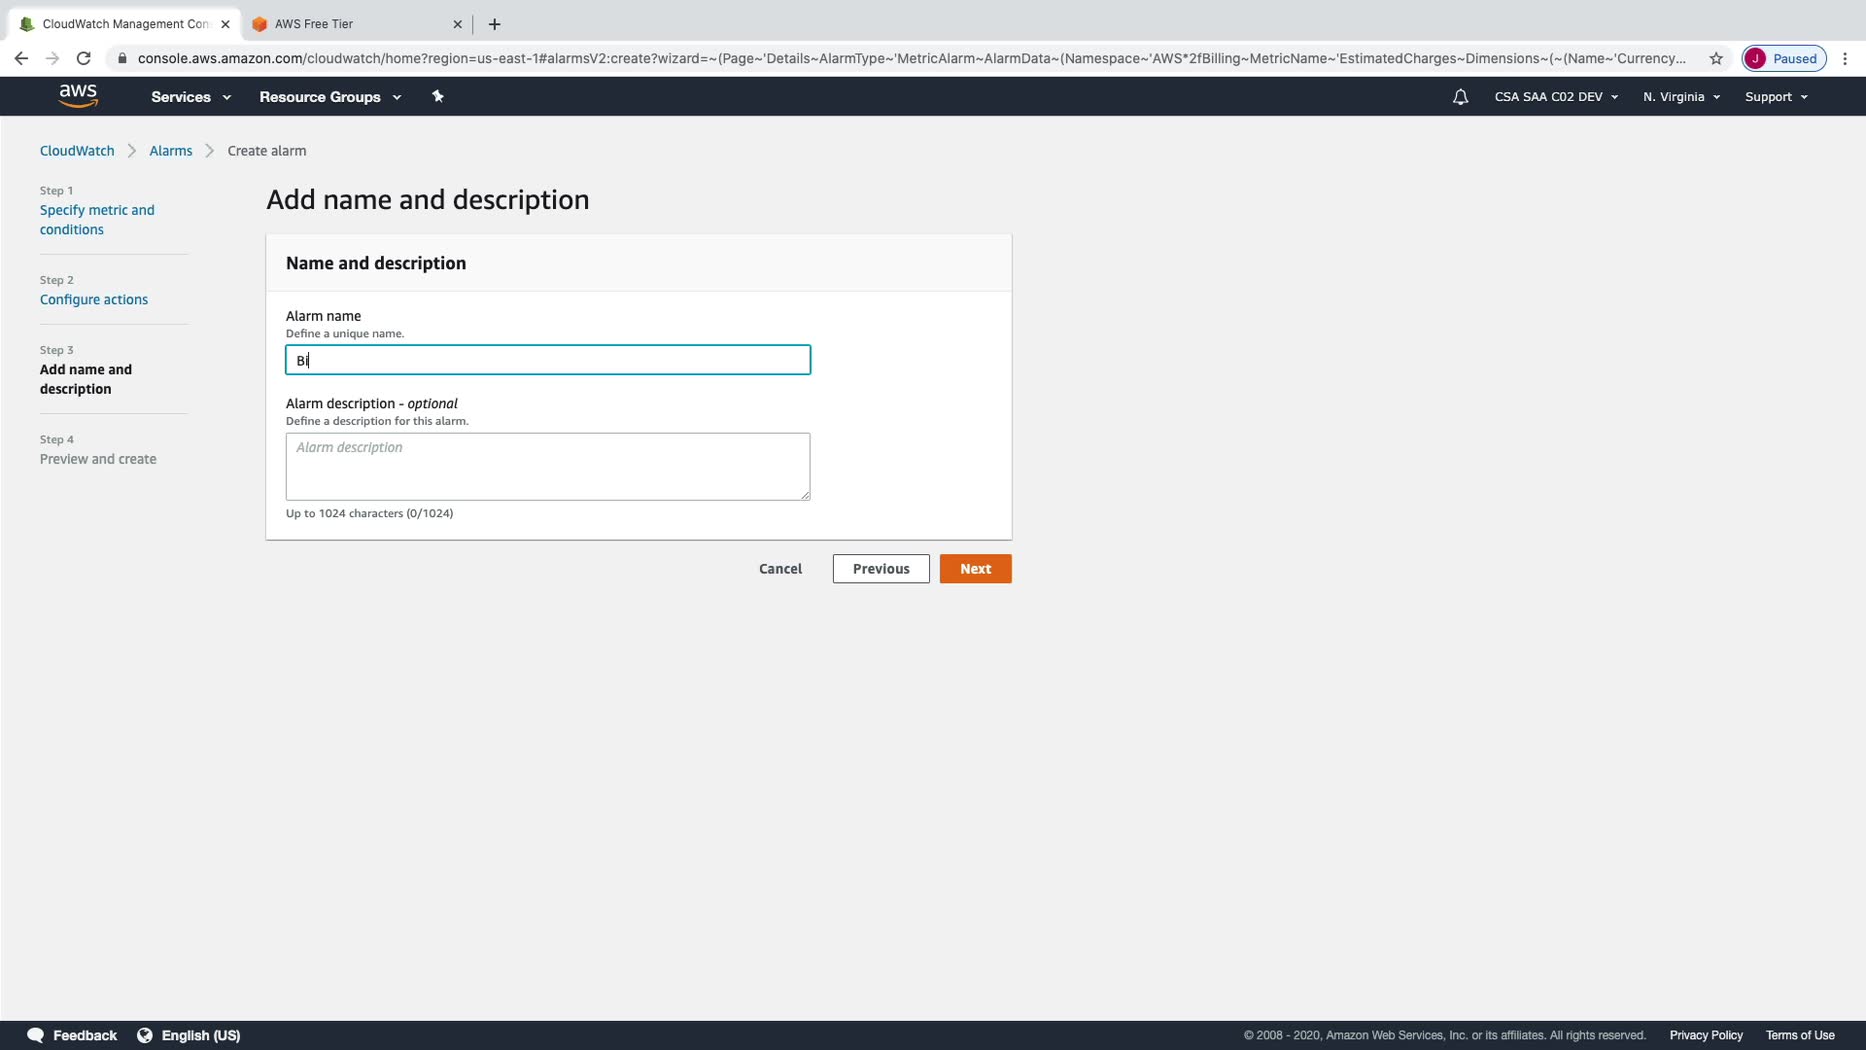 CloudWatch Management Con
AWS Free Tier
console.aws.amazon.com/cloudwatch/home?region=us-east-1#alarmsV2:create?wizard=~(Page~'Details~AlarmType~'MetricAlarm~AlarmData~(Namespace~'AWS*2fBilling~MetricName~'EstimatedCharges~Dimensions~(~(Name~'Currency...
J Paused
aws Services Resource Groups CSA SAA C02 DEV N. Virginia Support
CloudWatch Alarms Create alarm
Step 1
Specify metric and
conditions
Step 2
Configure actions
Step 3
Add name and
description
Step 4
Preview and create
Add name and description
Name and description
Alarm name
Define a unique name.
Bi
Alarm description - optional
Define a description for this alarm.
Alarm description
Up to 1024 characters (0/1024)
Cancel Previous Next
Feedback English (US) © 2008 - 2020, Amazon Web Services, Inc. or its affiliates. All rights reserved. Privacy Policy Terms of Use